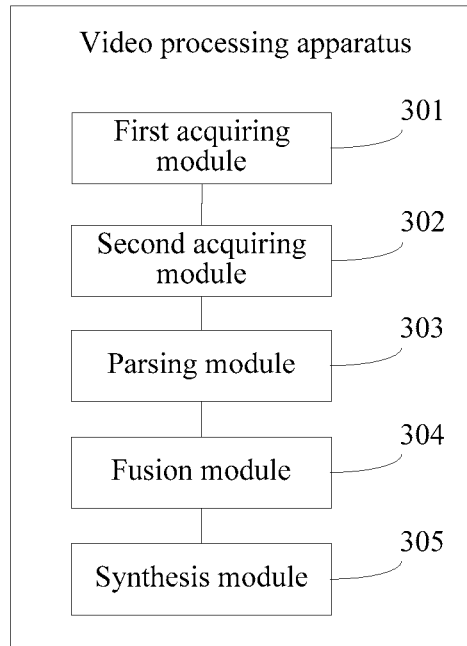 Video processing apparatus
301
First acquiring
module
302
Second acquiring
module
303
Parsing module
304
Fusion module
305
Synthesis module